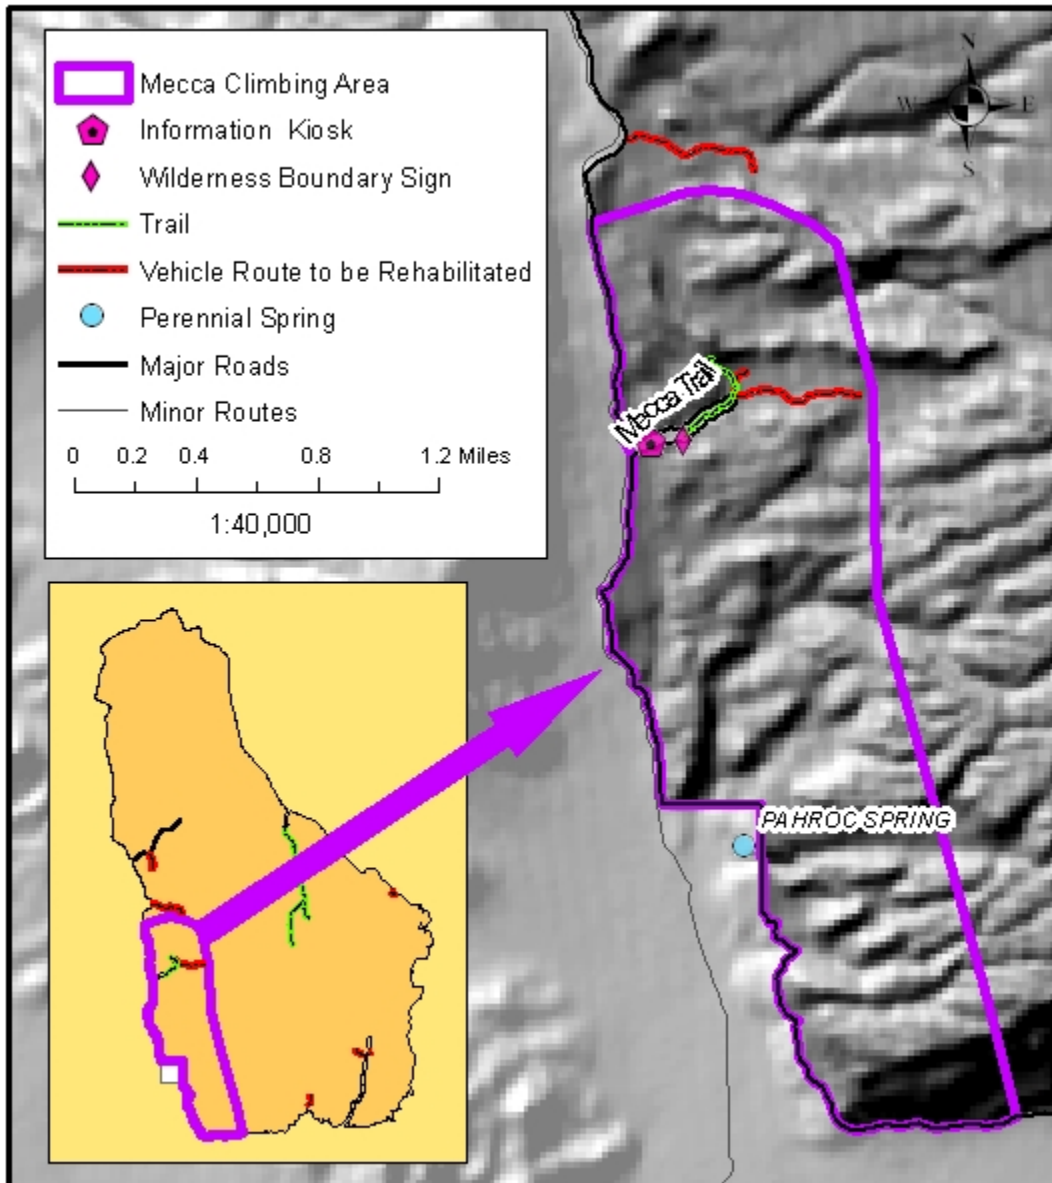 Mecca Climbing Area
Information Kiosk
Wilderness Boundary Sign
Trail
Vehicle Route to be Rehabilitated
Perennial Spring
Major Roads
Minor Routes
0 0.2 0.4 0.8 1.2 Miles
1:40,000
N
W E
S
Mecca Trail
PAHROC SPRING